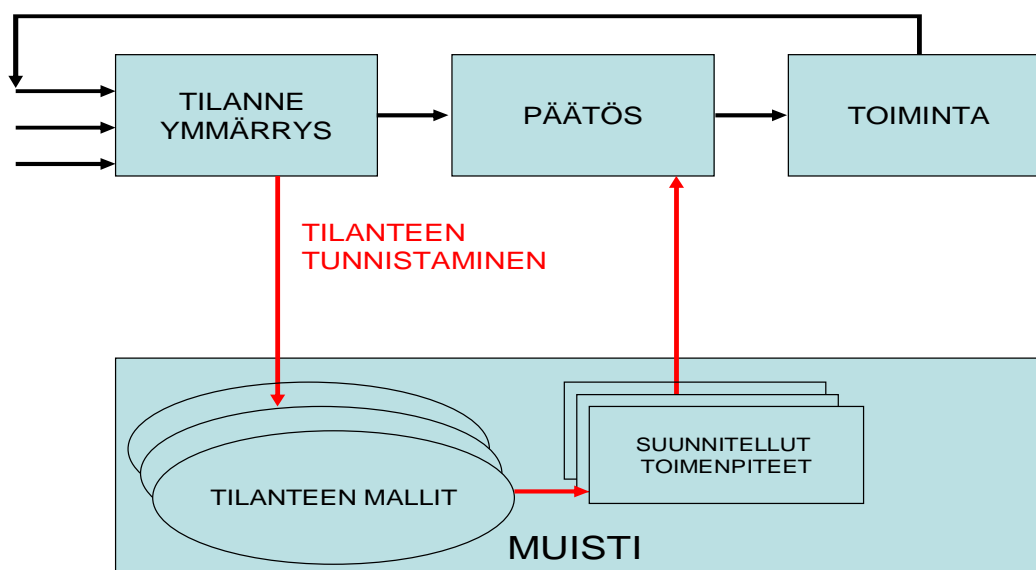 TILANNE
YMMÄRRYS
PÄÄTÖS
TOIMINTA
TILANTEEN
TUNNISTAMINEN
SUUNNITELLUT
TOIMENPITEET
TILANTEEN MALLIT
MUISTI